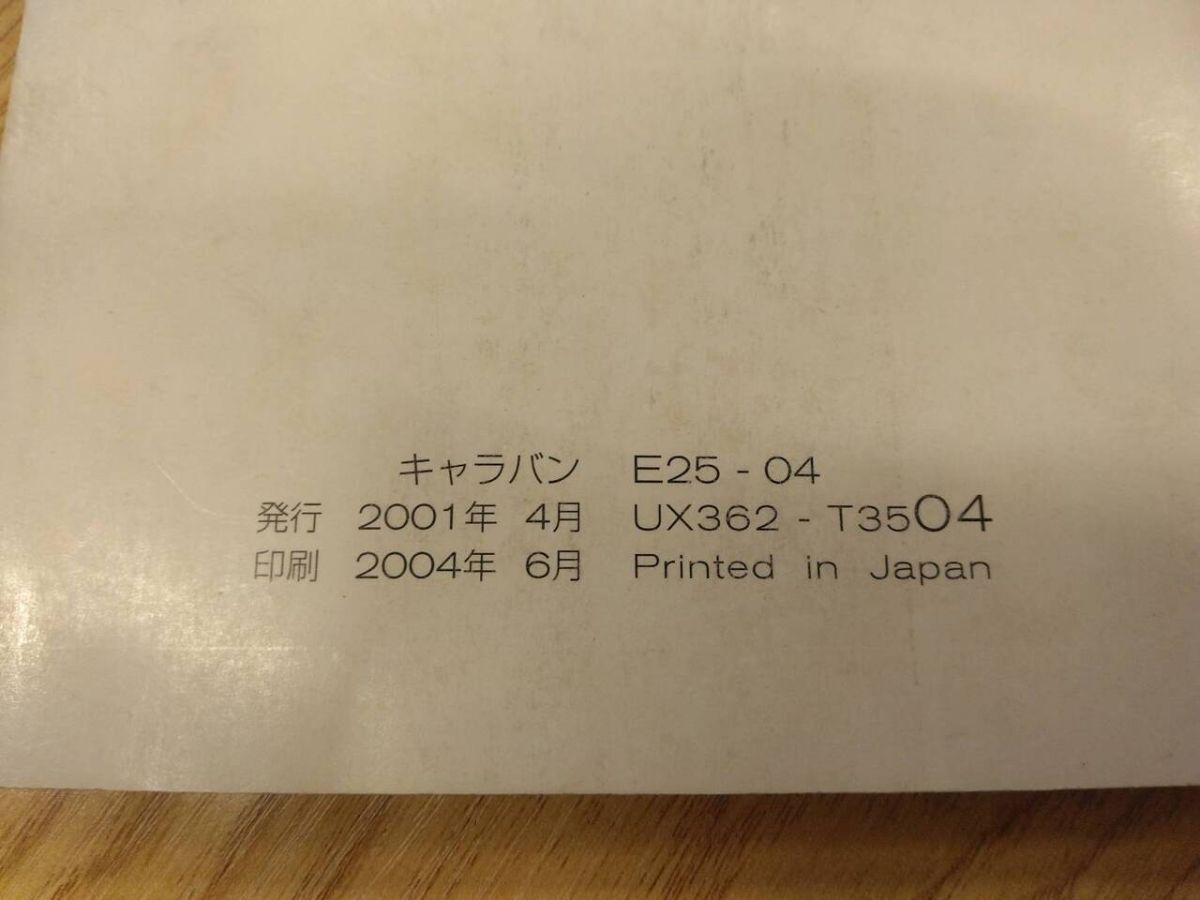 キャラバン E25 - 04
発行 2001年 4月 UX362 - T3504
印刷 2004年 6月 Printed in Japan